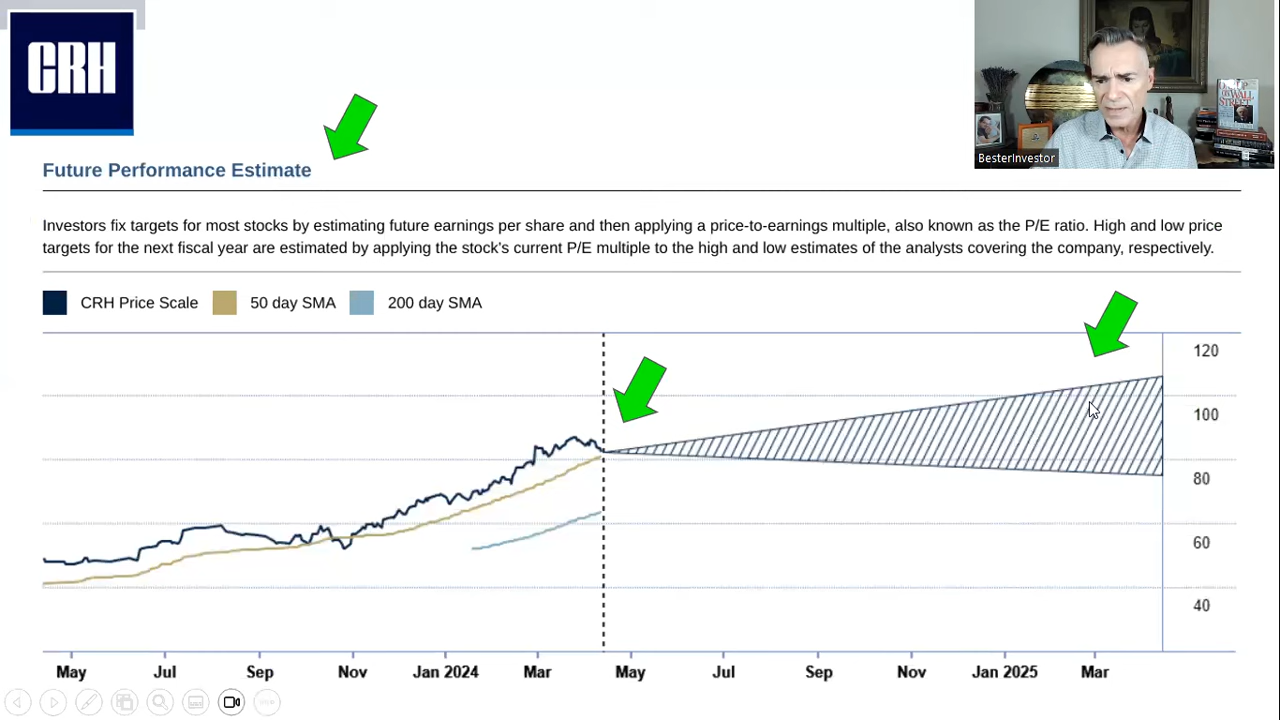 CRH
BesterInvestor
Future Performance Estimate
Investors fix targets for most stocks by estimating future earnings per share and then applying a price-to-earnings multiple, also known as the P/E ratio. High and low price
targets for the next fiscal year are estimated by applying the stock's current P/E multiple to the high and low estimates of the analysts covering the company, respectively.
CRH Price Scale 50 day SMA 200 day SMA
120
100
80
60
40
May Jul Sep Nov Jan 2024 Mar May Jul Sep Nov Jan 2025 Mar